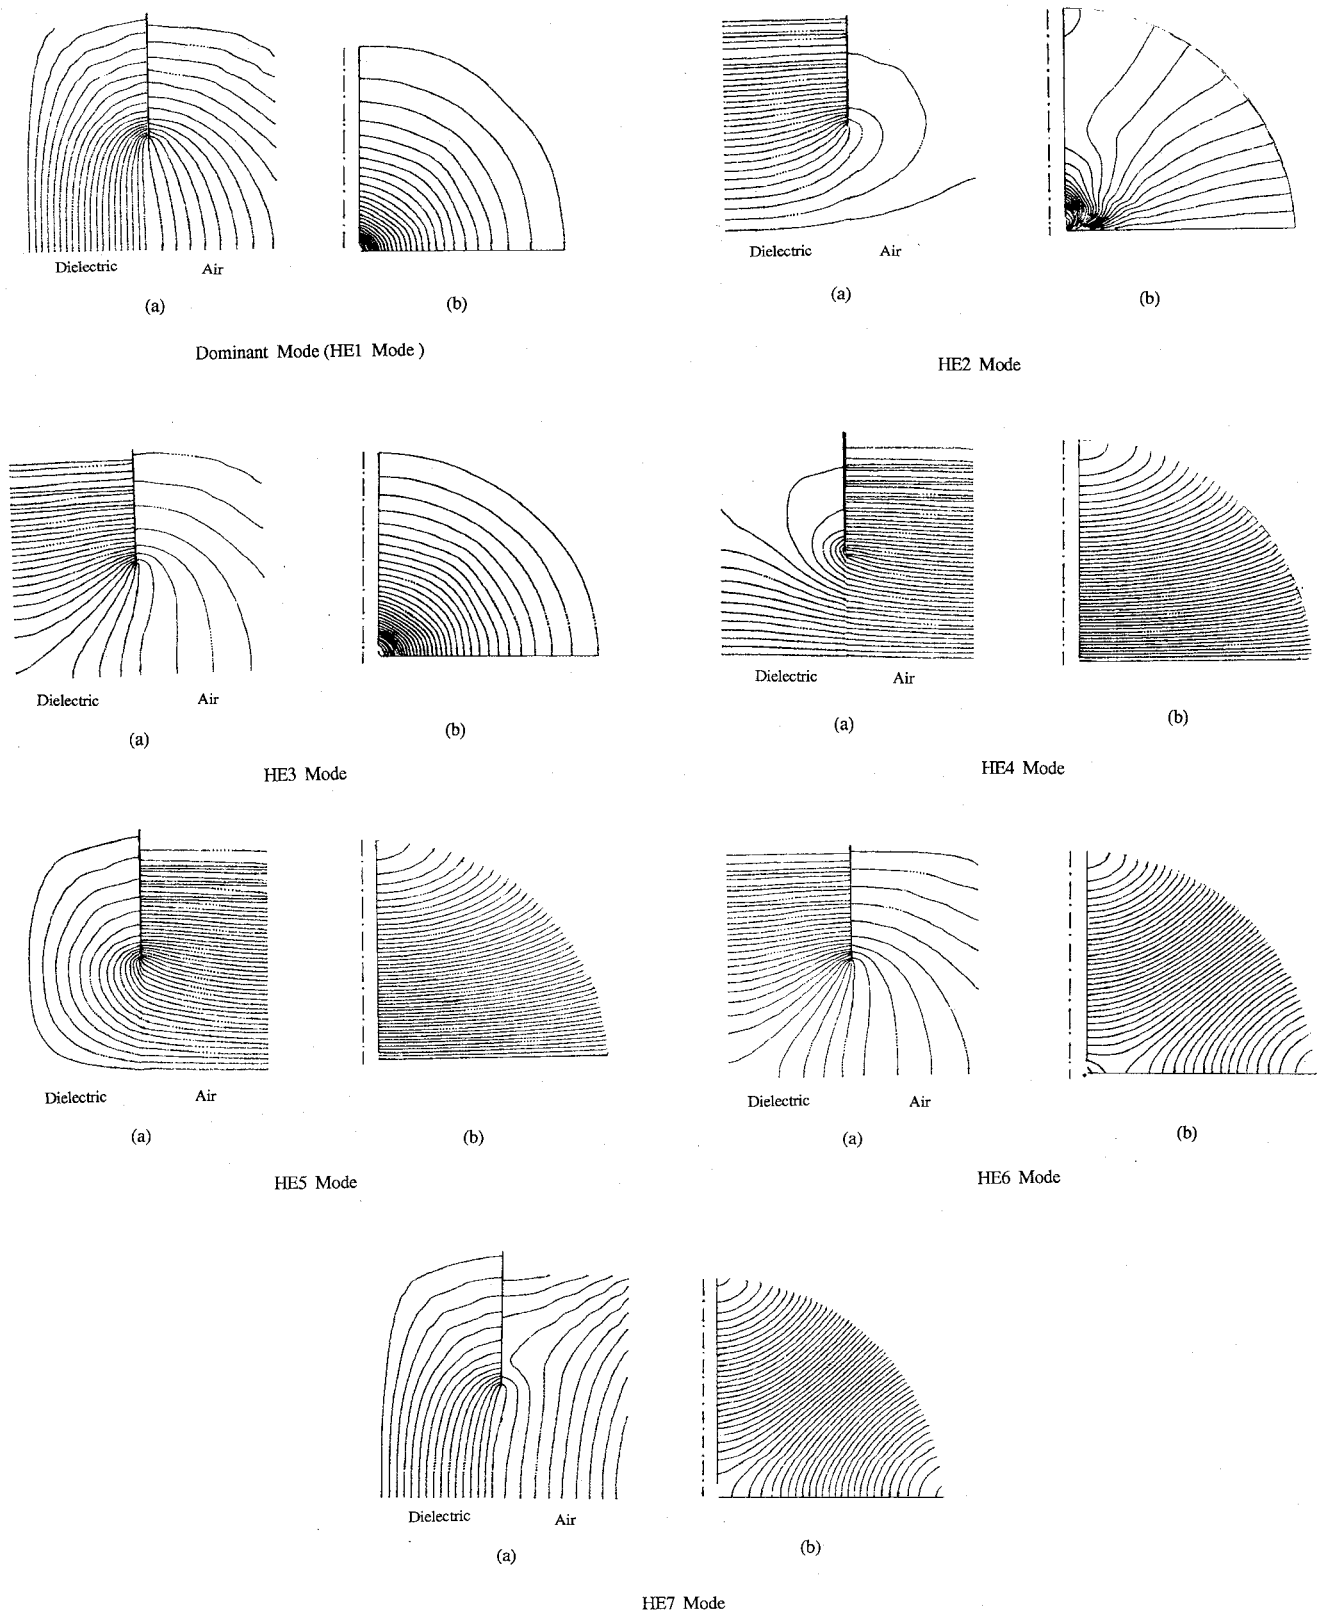 Dielectric Air
(a) (b)
Dominant Mode (HE1 Mode )
Dielectric Air
(a) (b)
HE2 Mode
Dielectric Air
(a) (b)
HE3 Mode
Dielectric Air
(a) (b)
HE4 Mode
Dielectric Air
(a) (b)
HE5 Mode
Dielectric Air
(a) (b)
HE6 Mode
Dielectric Air
(a) (b)
HE7 Mode